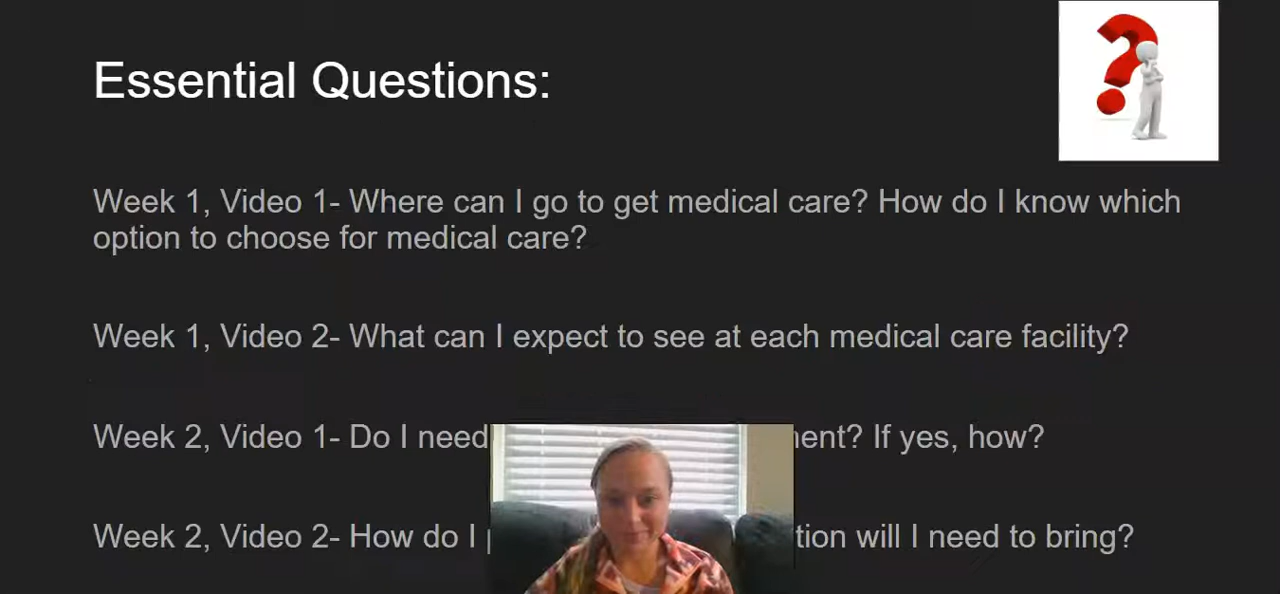 Essential Questions:
Week 1, Video 1- Where can I go to get medical care? How do I know which
option to choose for medical care?
Week 1, Video 2- What can I expect to see at each medical care facility?
Week 2, Video 1- Do I need ent? If yes, how?
Week 2, Video 2- How do I tion will I need to bring?